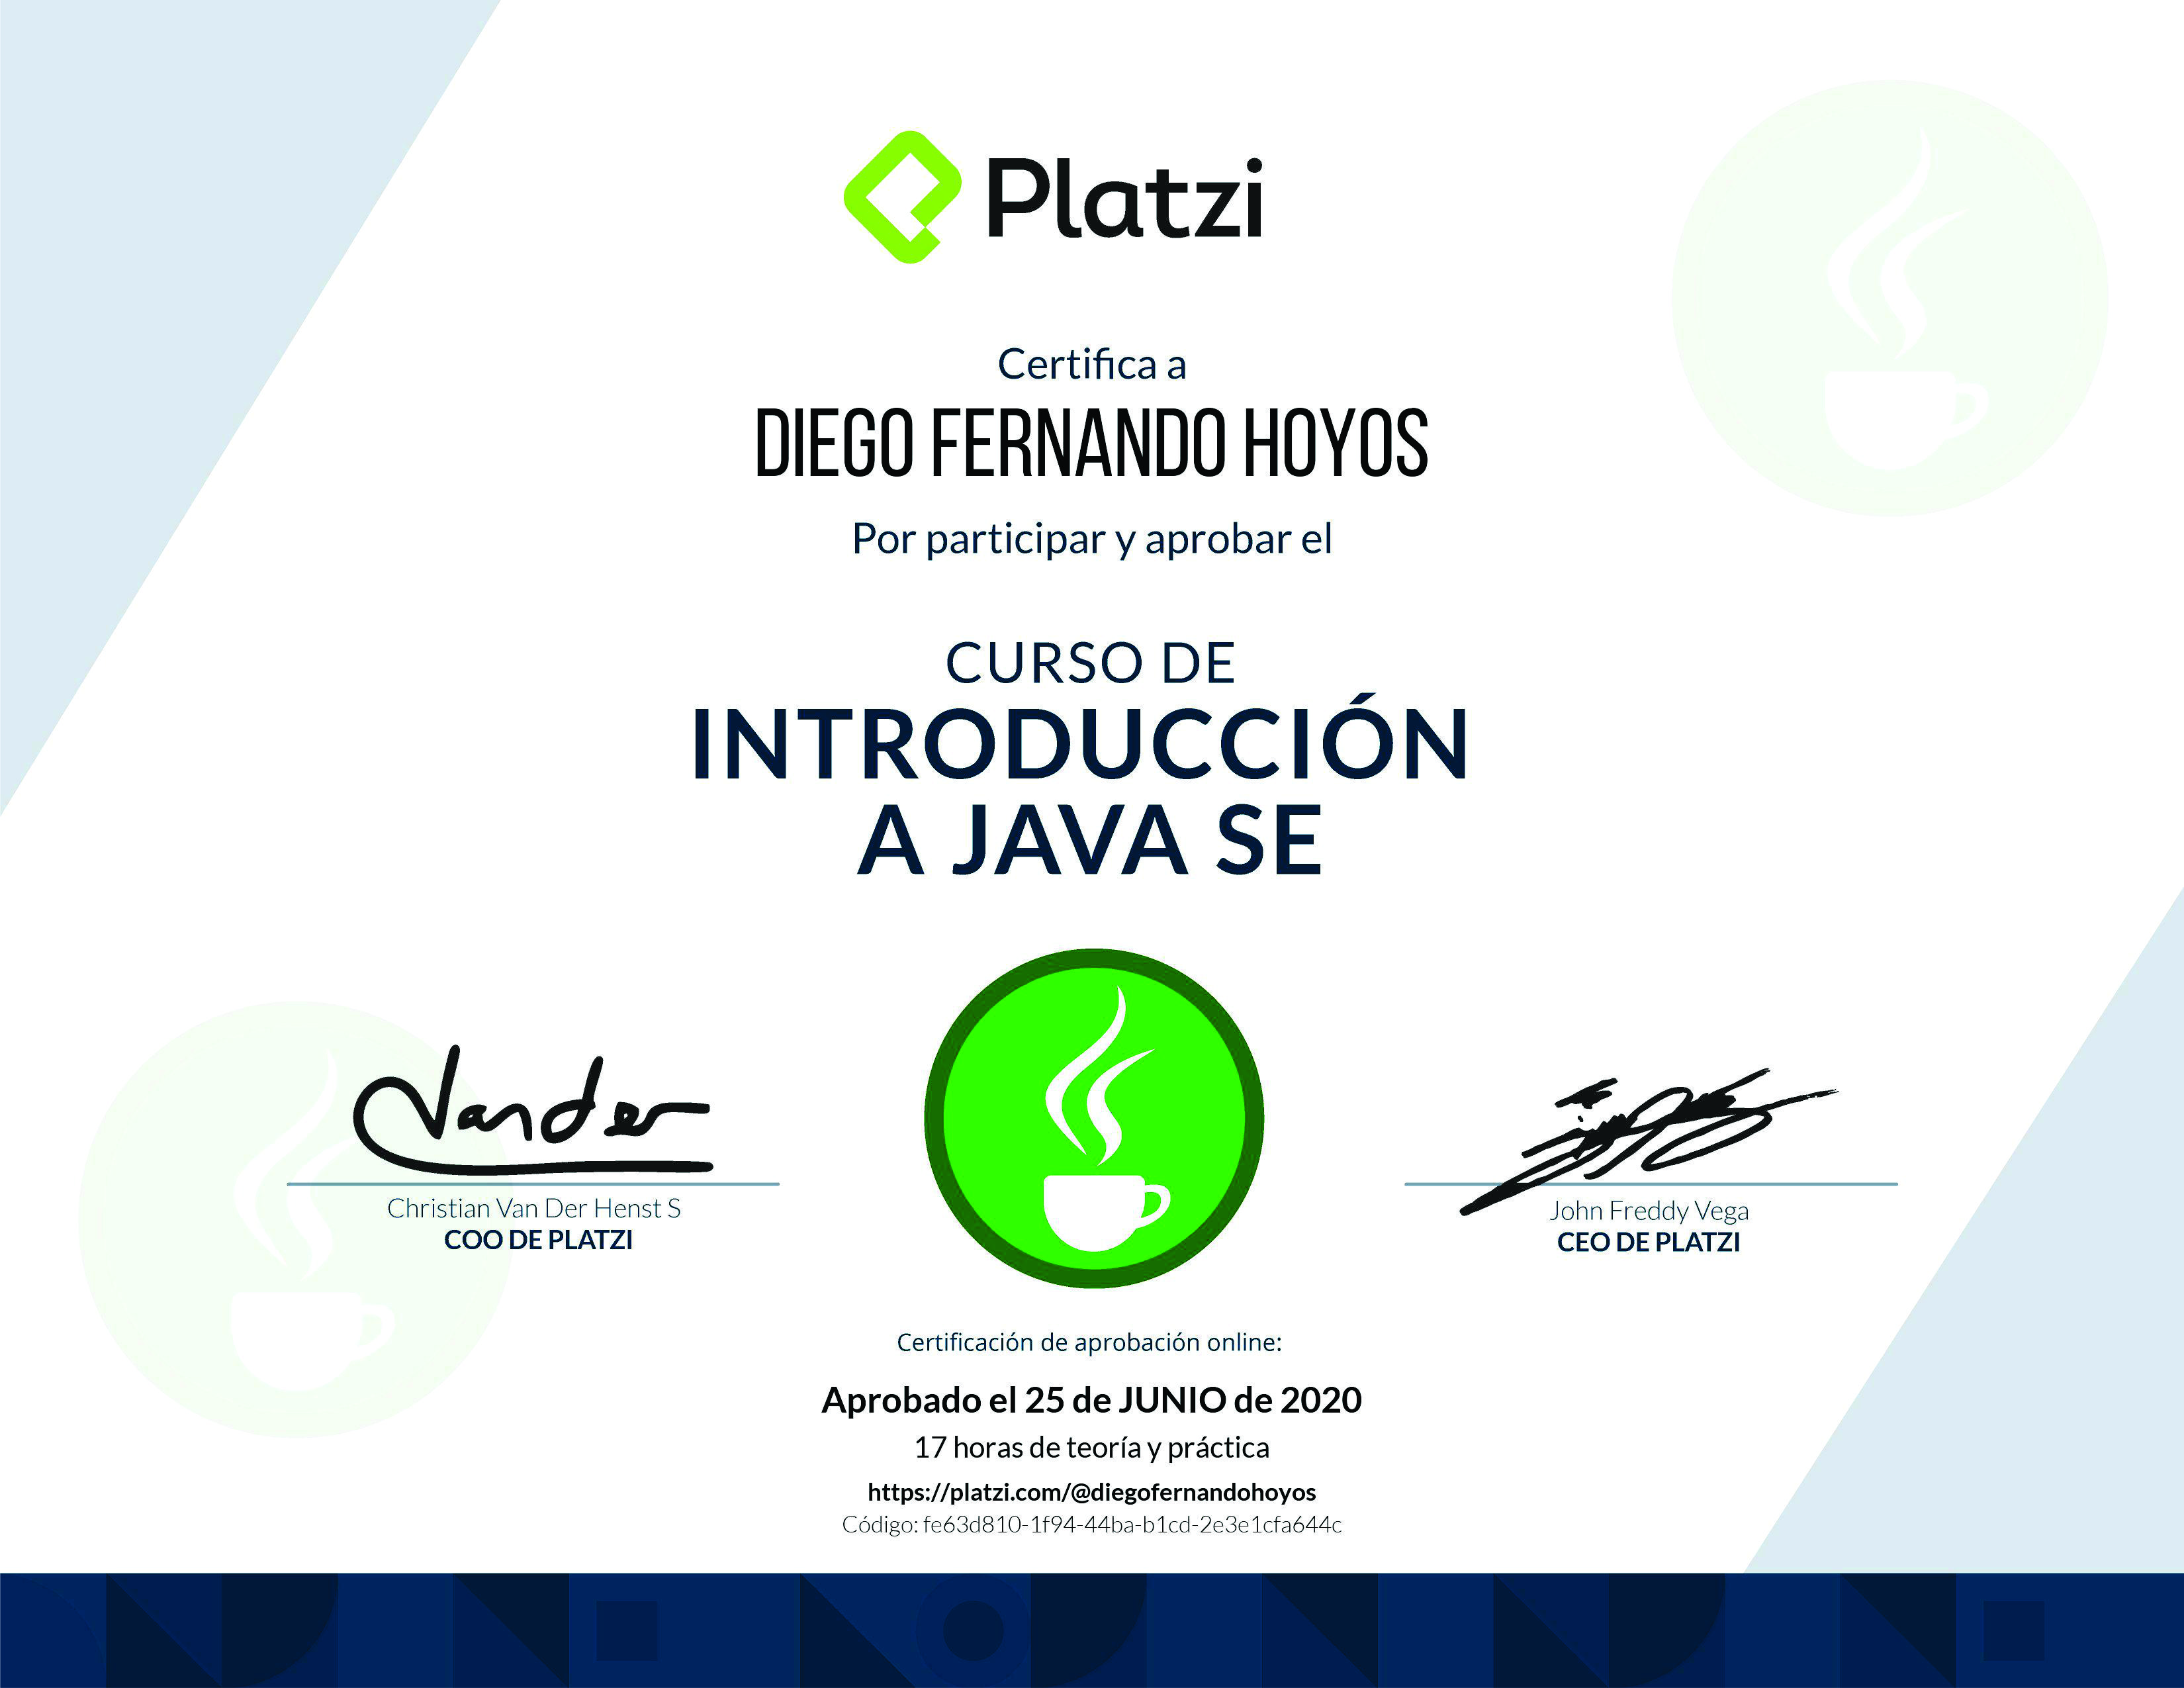 Platzi
Certifica a
DIEGO FERNANDO HOYOS
Por participar y aprobar el
CURSO DE
INTRODUCCIÓN
A JAVA SE
Vander
Christian Van Der Henst S
COO DE PLATZI
John Freddy Vega
CEO DE PLATZI
Certificación de aprobación online:
Aprobado el 25 de JUNIO de 2020
17 horas de teoría y práctica
https://platzi.com/@diegofernandohoyos
Código: fe63d810-1f94-44ba-b1cd-2e3e1cfa644c